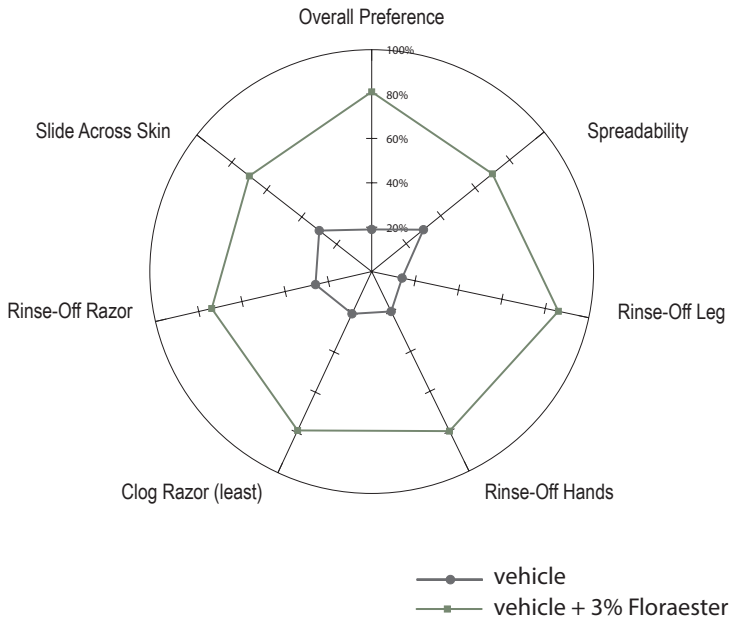 Overall Preference
100%
80%
60%
40%
20%
Slide Across Skin
Spreadability
Rinse-Off Razor
Rinse-Off Leg
Clog Razor (least)
Rinse-Off Hands
vehicle
vehicle + 3% Floraester